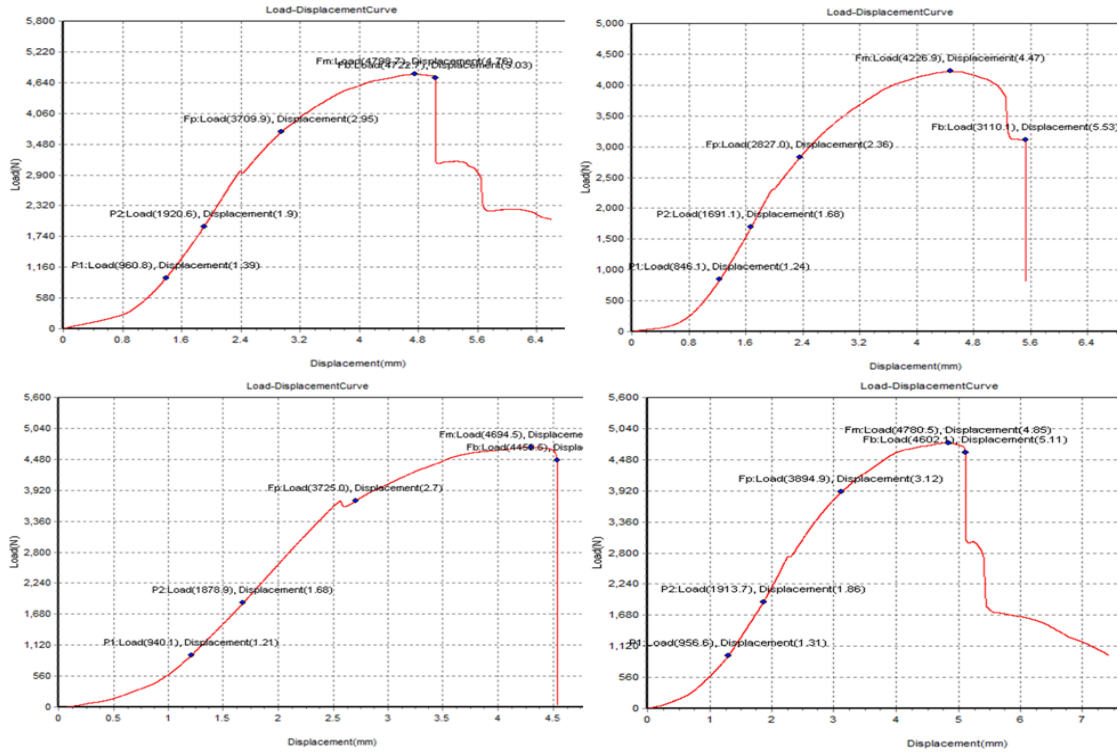 Load-DisplacementCurve
5,800
5,220
4,640
4,060
3,480
2,900
2,320
1,740
1,160
580
0
Load(N)
Fm:Load(4798.7), Displacement(4.76)
Fb:Load(4722.7), Displacement(5.03)
Fp:Load(3709.9), Displacement(2.95)
P2:Load(1920.6), Displacement(1.9)
P1:Load(960.8), Displacement(1.39)
0 0.8 1.6 2.4 3.2 4 4.8 5.6 6.4
Displacement(mm)
Load-DisplacementCurve
5,000
4,500
4,000
3,500
3,000
2,500
2,000
1,500
1,000
500
0
Load(N)
Fm:Load(4226.9), Displacement(4.47)
Fb:Load(3110.1), Displacement(5.53)
Fp:Load(2827.0), Displacement(2.36)
P2:Load(1691.1), Displacement(1.68)
P1:Load(846.1), Displacement(1.24)
0 0.8 1.6 2.4 3.2 4 4.8 5.6 6.4
Displacement(mm)
Load-DisplacementCurve
5,600
5,040
4,480
3,920
3,360
2,800
2,240
1,680
1,120
560
0
Load(N)
Fm:Load(4694.5), Displaceme
Fp:Load(3725.0), Displacement(2.7)
P2:Load(1878.9), Displacement(1.68)
P1:Load(940.1), Displacement(1.21)
0 0.5 1 1.5 2 2.5 3 3.5 4 4.5
Displacement(mm)
Load-DisplacementCurve
5,600
5,040
4,480
3,920
3,360
2,800
2,240
1,680
1,120
560
0
Load(N)
Fm:Load(4780.5), Displacement(4.85)
Fb:Load(4602.1), Displacement(5.11)
Fp:Load(3894.9), Displacement(3.12)
P2:Load(1913.7), Displacement(1.86)
P1:Load(956.6), Displacement(1.31)
0 1 2 3 4 5 6 7
Displacement(mm)